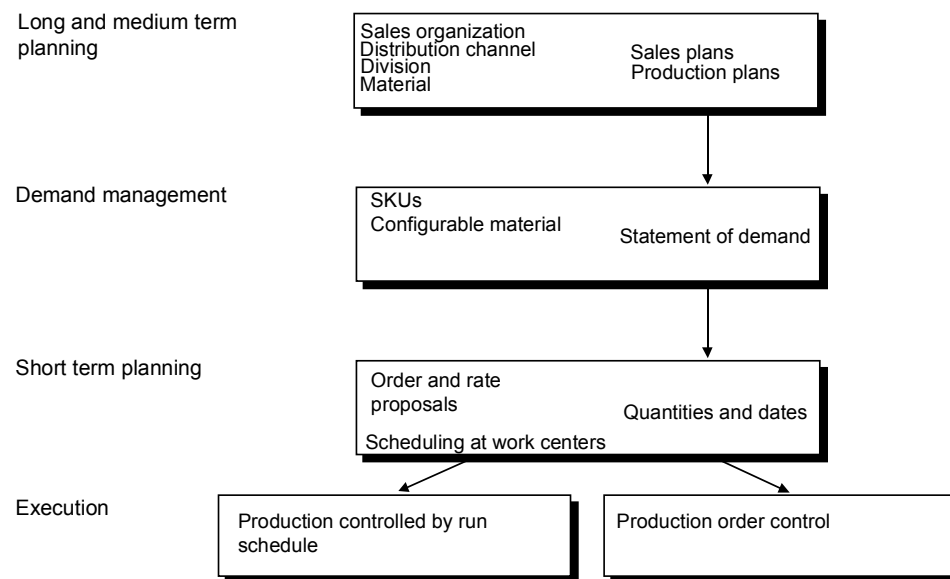 Long and medium term
planning
Sales organization
Distribution channel
Division
Material
Sales plans
Production plans
Demand management
SKUs
Configurable material
Statement of demand
Short term planning
Order and rate
proposals
Quantities and dates
Scheduling at work centers
Execution
Production controlled by run
schedule
Production order control